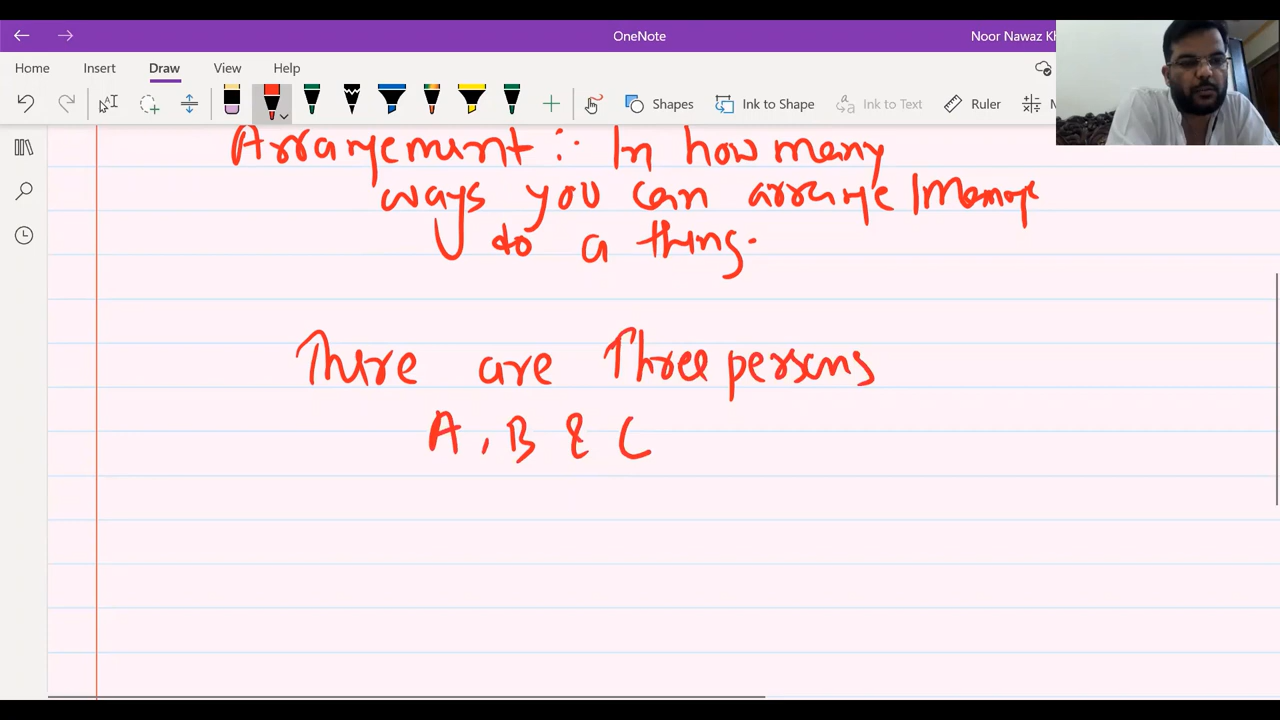 OneNote
Noor Nawaz Kh
Home Insert Draw View Help
Shapes Ink to Shape Ink to Text Ruler M
Arrangement :- In how many
ways you can arrange
to a thing.
There are Three persons
A, B & C